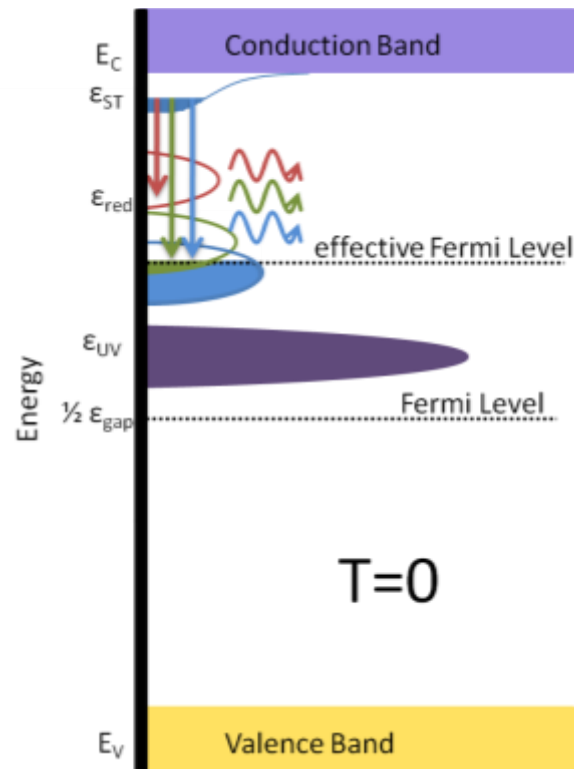 Conduction Band
E_C
ε_ST
ε_red
effective Fermi Level
ε_UV
Fermi Level
½ ε_gap
Energy
T=0
E_V
Valence Band